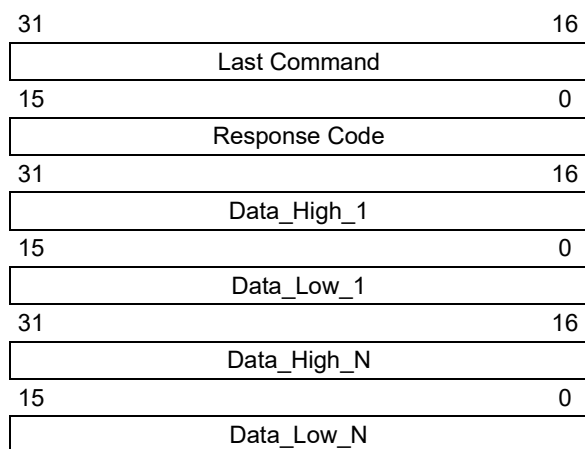 31 16
Last Command
15 0
Response Code
31 16
Data_High_1
15 0
Data_Low_1
31 16
Data_High_N
15 0
Data_Low_N